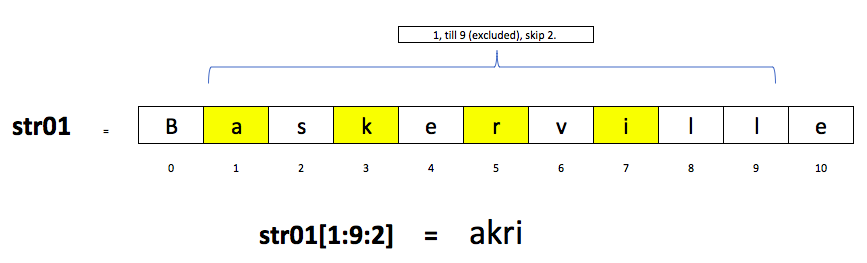 1, till 9 (excluded), skip 2.
str01 = B a s k e r v i l l e
0 1 2 3 4 5 6 7 8 9 10
str01[1:9:2] = akri